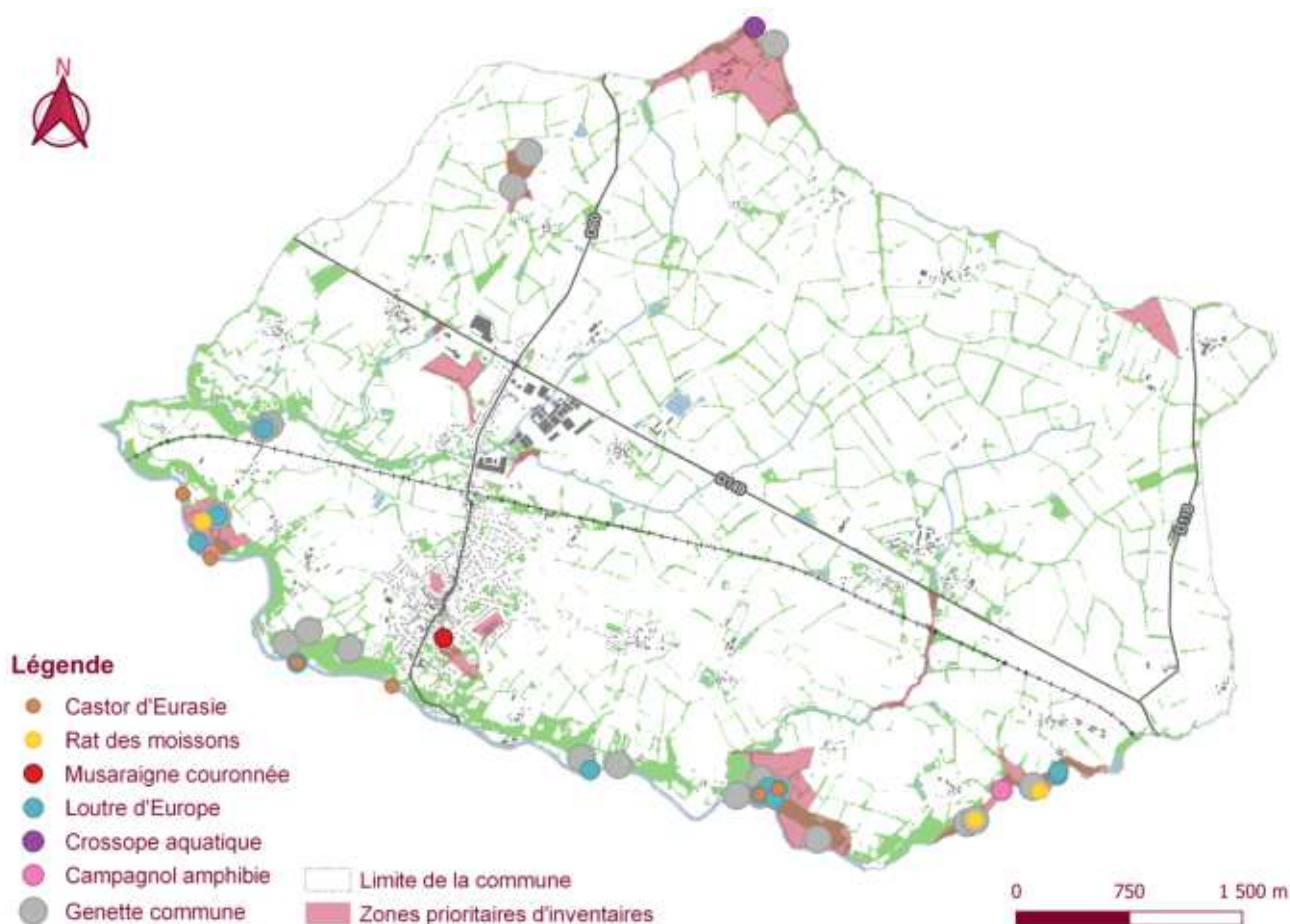 N
D149
Légende
Castor d'Eurasie
Rat des moissons
Musaraigne couronnée
Loutre d'Europe
Crossope aquatique
Campagnol amphibie
Genette commune
Limite de la commune
Zones prioritaires d'inventaires
0 750 1 500 m